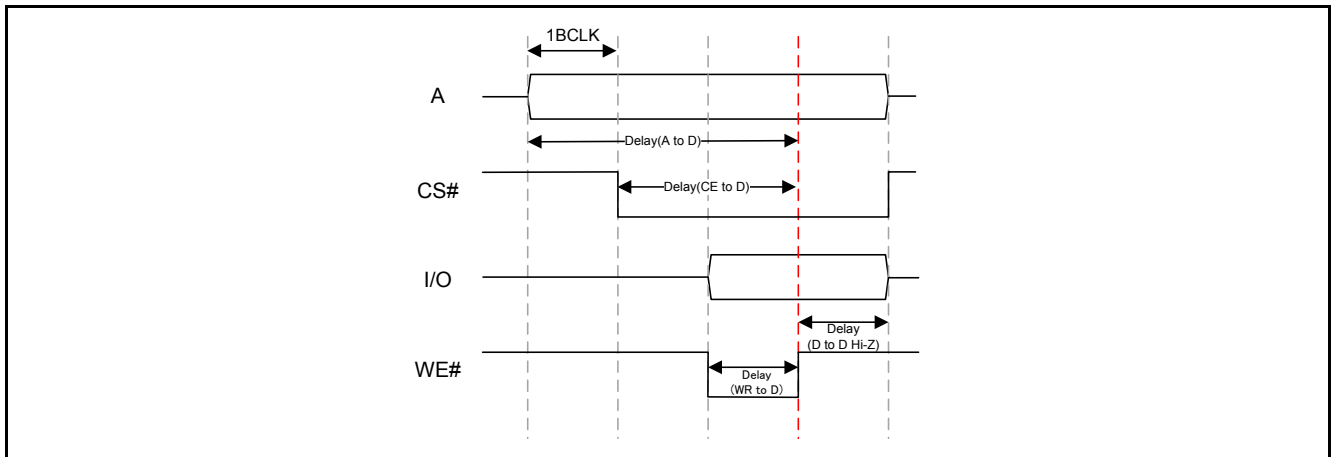 1BCLK
A
Delay(A to D)
CS#
Delay(CE to D)
I/O
Delay
(D to D Hi-Z)
WE#
Delay
(WR to D)